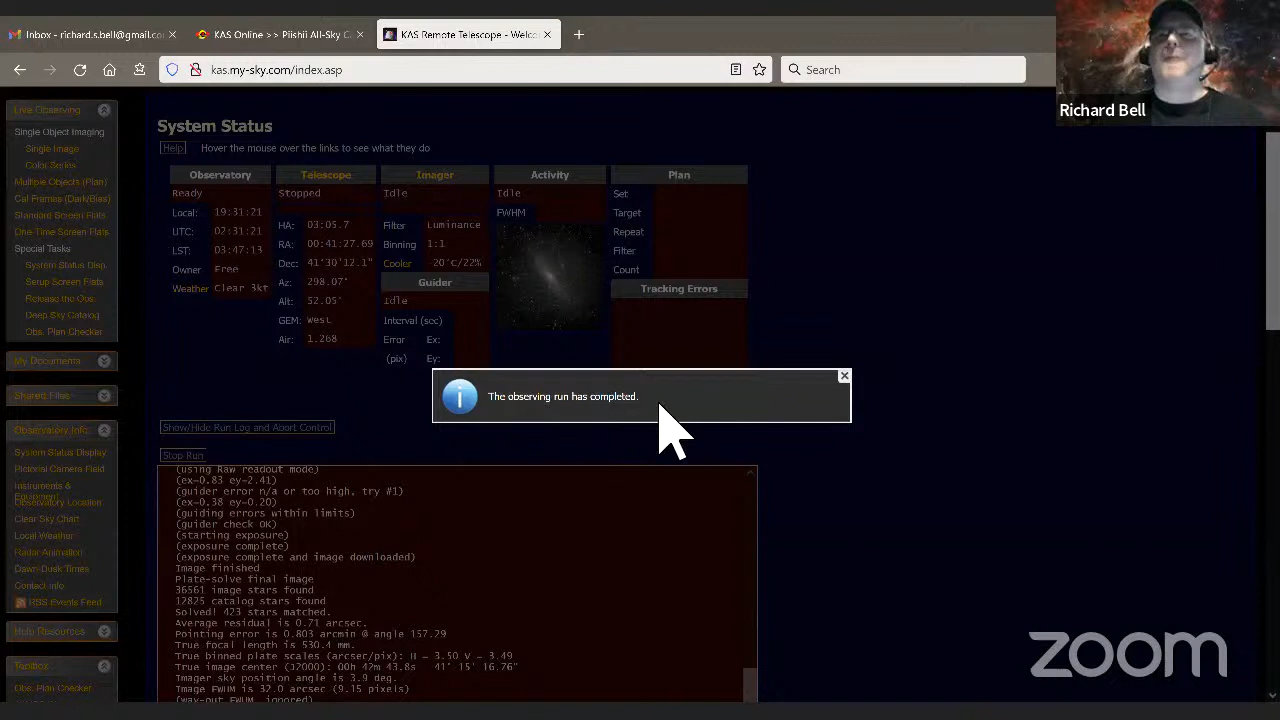 Inbox - richard.s.bell@gmail.co
KAS Online >> Piishii All-Sky C
KAS Remote Telescope - Welcom
kas.my-sky.com/index.asp
Search
Richard Bell
Live Observing
Single Object Imaging
Single Image
Color Series
Multiple Objects (Plan)
Cal Frames (Dark/Bias)
Standard Screen Flats
One-Time Screen Flats
Special Tasks
System Status Disp.
Setup Screen Flats
Release the Obs.
Deep Sky Catalog
Obs. Plan Checker
My Documents
Shared Files
Observatory Info
System Status Display
Pictorial Camera Field
Instruments & Equipment
Observatory Location
Clear Sky Chart
Local Weather
Radar Animation
Dawn-Dusk Times
Contact Info
RSS Events Feed
Help Resources
Toolbox
Obs. Plan Checker
System Status
Help Hover the mouse over the links to see what they do
Observatory
Ready
Local: 19:31:21
UTC: 02:31:21
LST: 03:47:13
Owner Free
Weather Clear 3kt
Telescope
Stopped
HA: 03:05.7
RA: 00:41:27.69
Dec: 41°30'12.1"
Az: 298.07°
Alt: 52.05°
GEM: West
Air: 1.268
Imager
Idle
Filter Luminance
Binning 1:1
Cooler -20°C/22%
Guider
Idle
Interval (sec)
Error Ex:
(pix) Ey:
Activity
Idle
FWHM
Plan
Set
Target
Repeat
Filter
Count
Tracking Errors
The observing run has completed.
Show/Hide Run Log and Abort Control
Stop Run
(using Raw readout mode)
(ex=0.83 ey=2.41)
(guider error n/a or too high, try #1)
(ex=0.38 ey=0.20)
(guiding errors within limits)
(guider check OK)
(starting exposure)
(exposure complete)
(exposure complete and image downloaded)
Image finished
Plate-solve final image
36561 image stars found
12825 catalog stars found
Solved! 423 stars matched.
Average residual is 0.71 arcsec.
Pointing error is 0.803 arcmin @ angle 157.29
True focal length is 530.4 mm.
True binned plate scales (arcsec/pix): H = 3.50 V = 3.49
True image center (J2000): 00h 42m 43.8s 41° 15' 16.76"
Imager sky position angle is 3.9 deg.
Image FWHM is 32.0 arcsec (9.15 pixels)
(way-out FWHM, ignored)
zoom